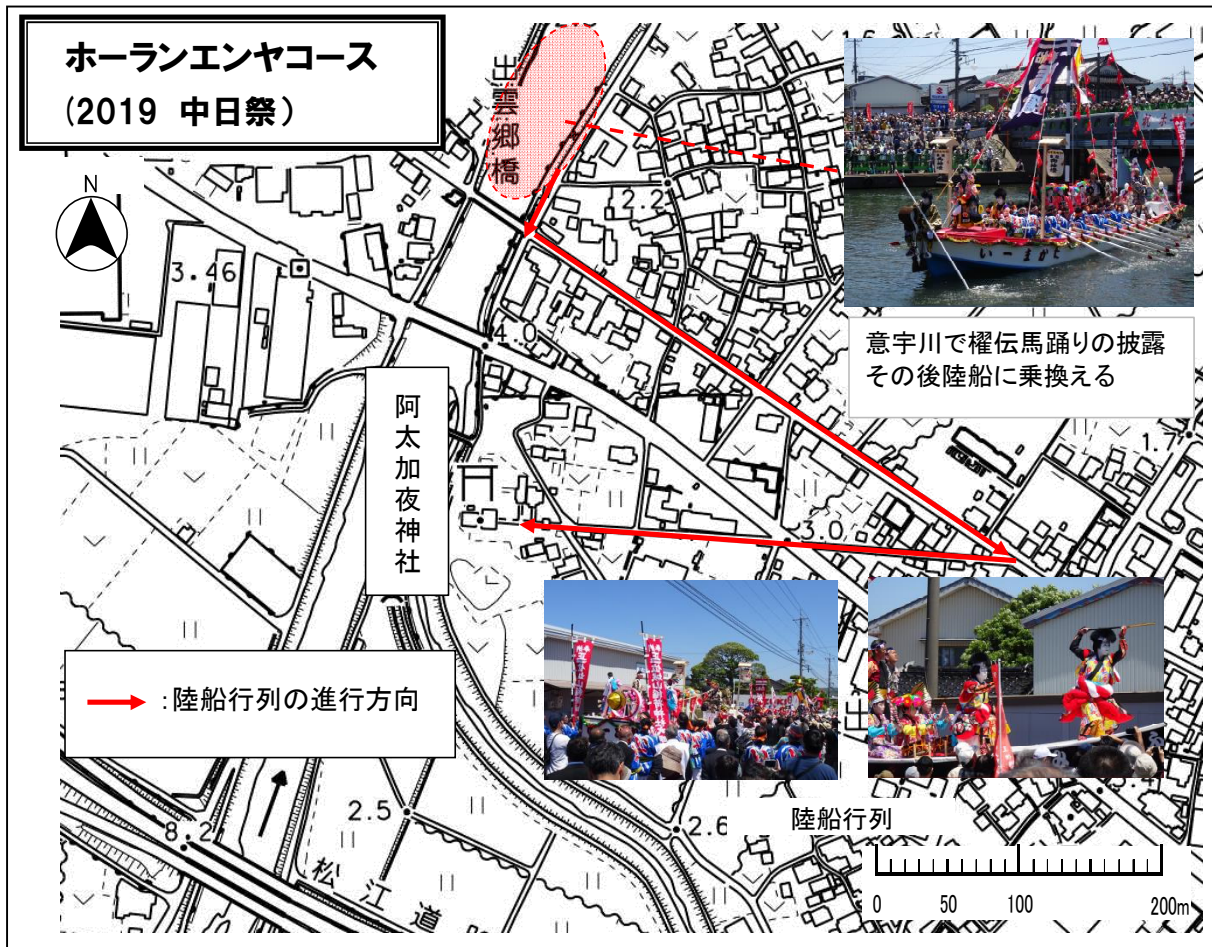 ホーランエンヤコース
(2019 中日祭)
出雲郷橋
N
3.46
2.2
4.0
意宇川で櫂伝馬踊りの披露
その後陸船に乗換える
1.7
阿太加夜神社
3.0
:陸船行列の進行方向
2.5
8.2
2.6
松江道
陸船行列
0 50 100 200m